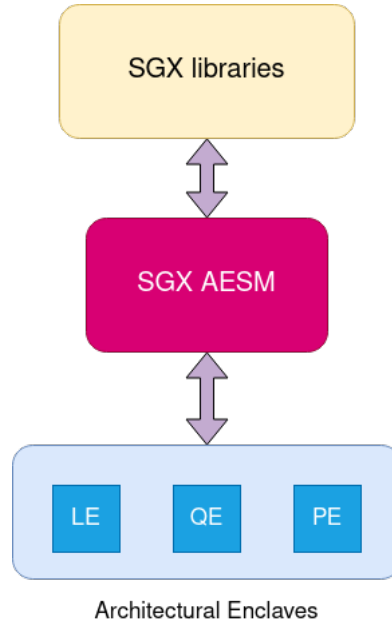 SGX libraries
SGX AESM
LE QE PE
Architectural Enclaves